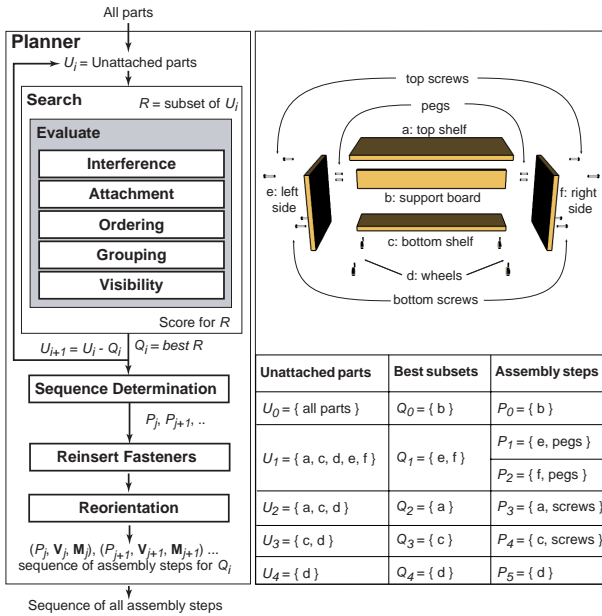 All parts
Planner
Uᵢ = Unattached parts
Search
R = subset of Uᵢ
Evaluate
Interference
Attachment
Ordering
Grouping
Visibility
Score for R
Uᵢ₊₁ = Uᵢ - Qᵢ
Qᵢ = best R
Sequence Determination
Pⱼ, Pⱼ₊₁, ..
Reinsert Fasteners
Reorientation
(Pⱼ, Vⱼ, Mⱼ), (Pⱼ₊₁, Vⱼ₊₁, Mⱼ₊₁) ...
sequence of assembly steps for Qᵢ
Sequence of all assembly steps
top screws
pegs
a: top shelf
e: left
side
b: support board
f: right
side
c: bottom shelf
d: wheels
bottom screws
Unattached parts
Best subsets
Assembly steps
U₀ = { all parts }
Q₀ = { b }
P₀ = { b }
U₁ = { a, c, d, e, f }
Q₁ = { e, f }
P₁ = { e, pegs }
P₂ = { f, pegs }
U₂ = { a, c, d }
Q₂ = { a }
P₃ = { a, screws }
U₃ = { c, d }
Q₃ = { c }
P₄ = { c, screws }
U₄ = { d }
Q₄ = { d }
P₅ = { d }